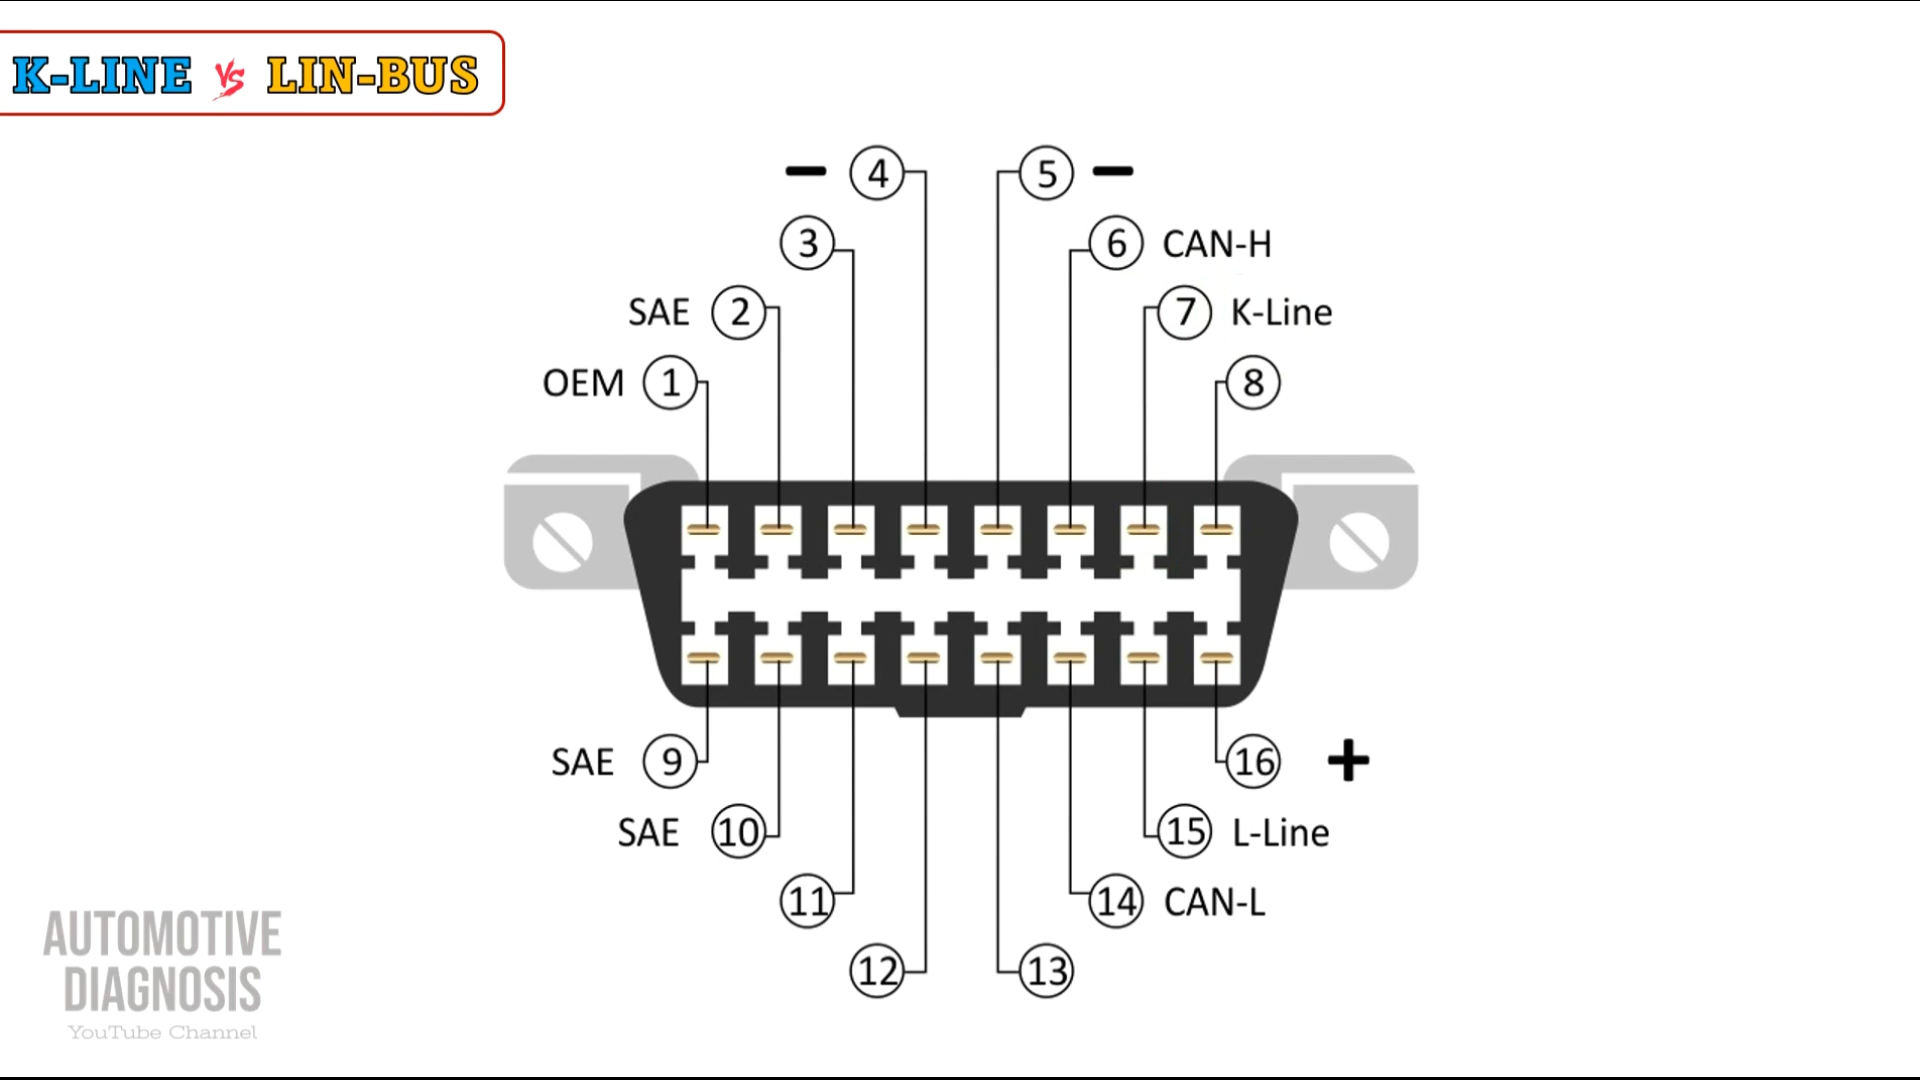 K-LINE VS LIN-BUS
− 4
5 −
3
6 CAN-H
SAE 2
7 K-Line
OEM 1
8
SAE 9
16 +
SAE 10
15 L-Line
11
14 CAN-L
12
13
AUTOMOTIVE
DIAGNOSIS
YouTube Channel